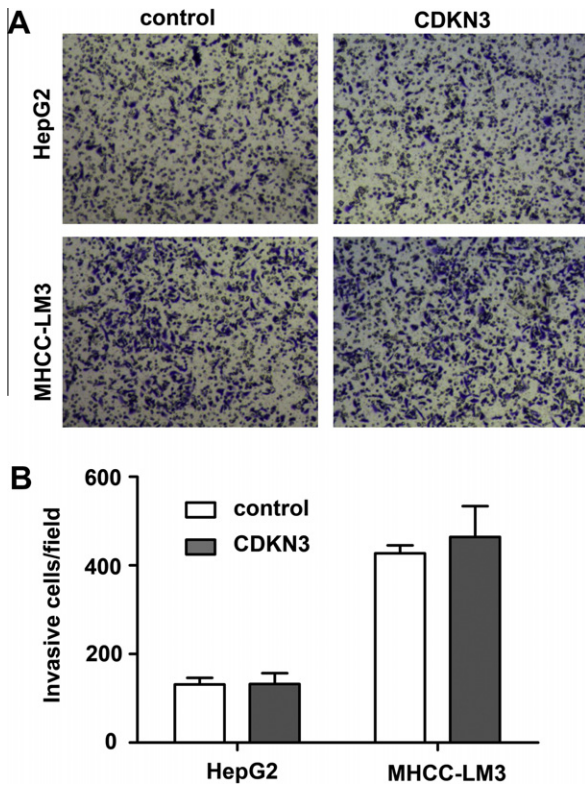 A
control
CDKN3
HepG2
MHCC-LM3
B
600
400
200
0
Invasive cells/field
control
CDKN3
HepG2
MHCC-LM3